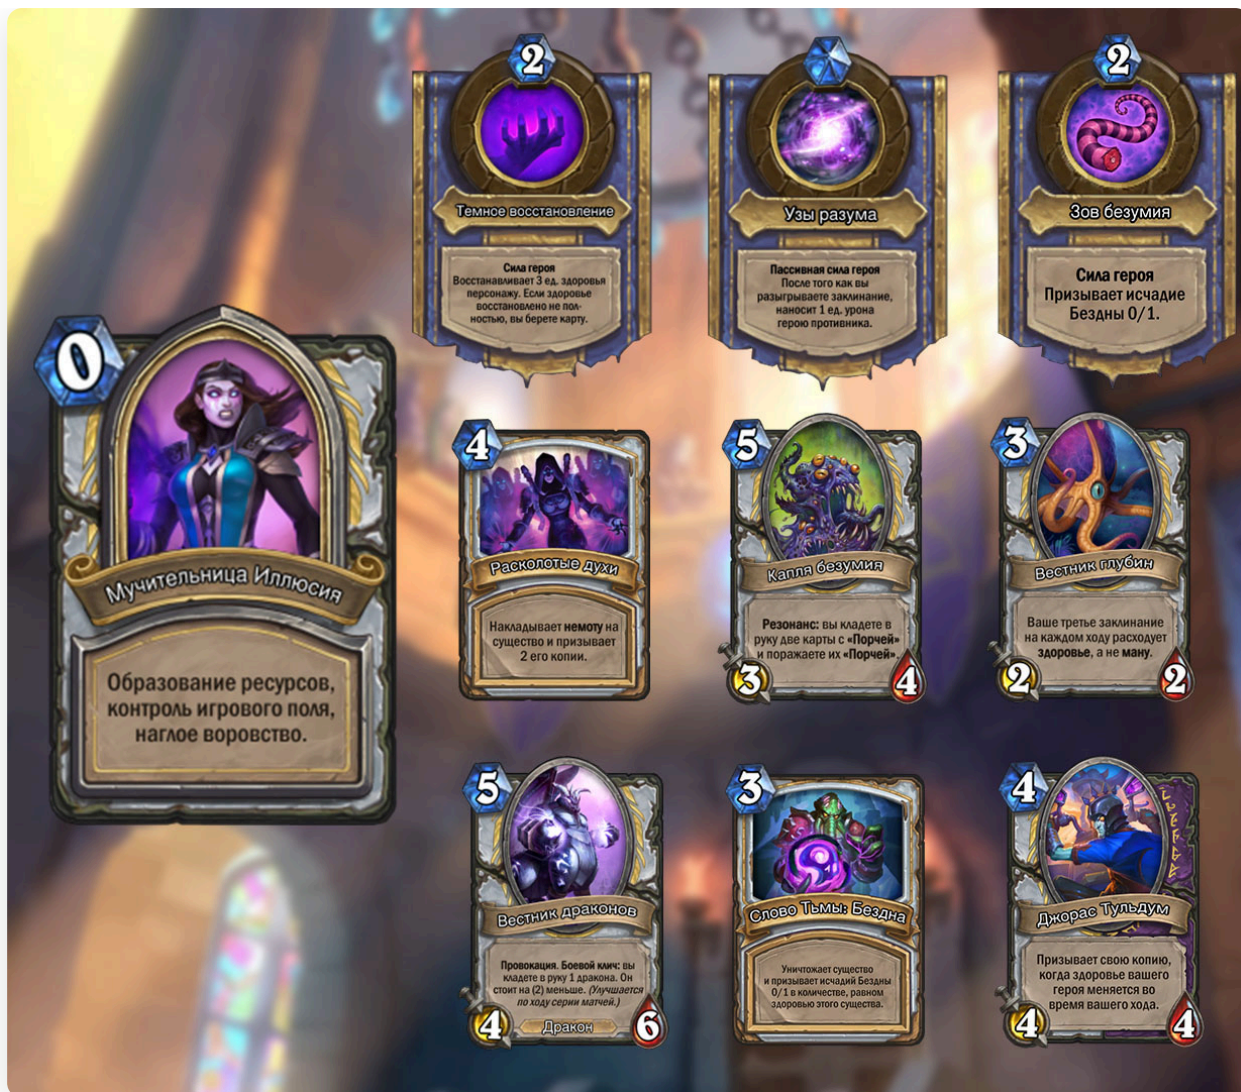 2
Темное восстановление
Сила героя
Восстанавливает 3 ед. здоровья
персонажу. Если здоровье
восстановлено не пол-
ностью, вы берете карту.
Узы разума
Пассивная сила героя
После того как вы
разыгрываете заклинание,
наносит 1 ед. урона
герою противника.
2
Зов безумия
Сила героя
Призывает исчадие
Бездны 0/1.
0
Мучительница Иллюсия
Образование ресурсов,
контроль игрового поля,
наглое воровство.
4
Расколотые духи
Накладывает немоту на
существо и призывает
2 его копии.
5
Капля безумия
Резонанс: вы кладете в
руку две карты с «Порчей»
и поражаете их «Порчей».
3
4
3
Вестник глубин
Ваше третье заклинание
на каждом ходу расходует
здоровье, а не ману.
2
2
5
Вестник драконов
Провокация. Боевой клич: вы
кладете в руку 1 дракона. Он
стоит на (2) меньше. (Улучшается
по ходу серии матчей.)
4
Дракон
6
3
Слово Тьмы: Бездна
Уничтожает существо
и призывает исчадий Бездны
0/1 в количестве, равном
здоровью этого существа.
4
Джорас Тульдум
Призывает свою копию,
когда здоровье вашего
героя меняется во
время вашего хода.
4
4